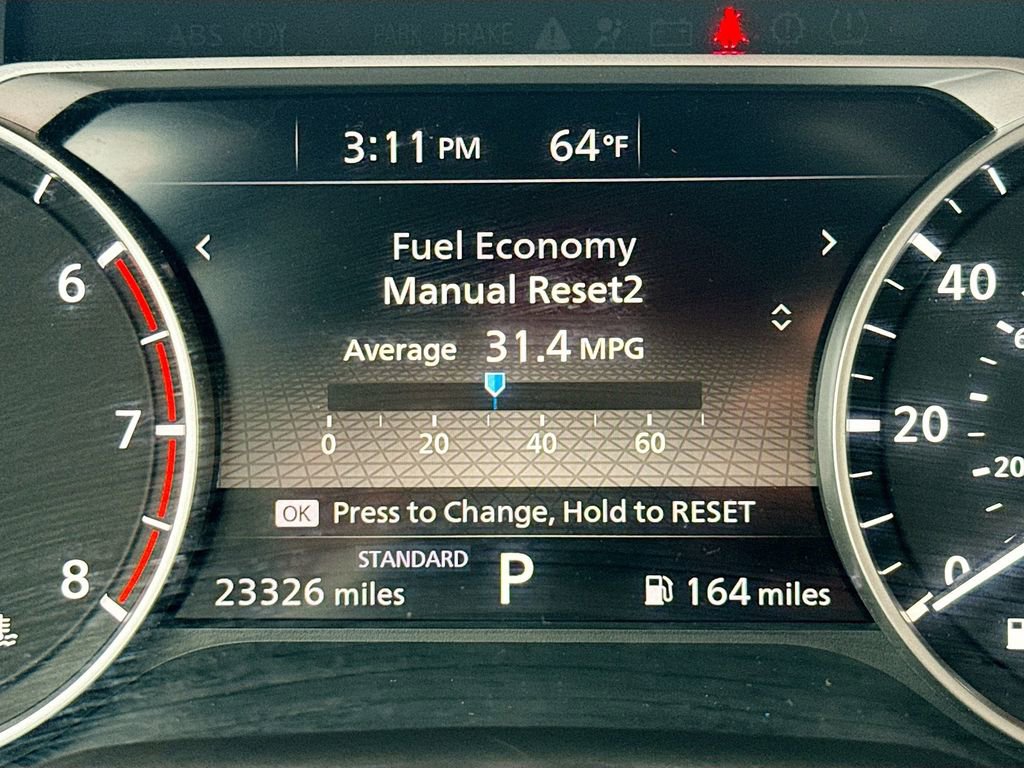 ABS
PARK BRAKE
3:11 PM 64°F
< >
Fuel Economy
Manual Reset2
Average 31.4 MPG
0 20 40 60
OK Press to Change, Hold to RESET
STANDARD P
23326 miles 164 miles
6
7
8
40
20
0
20